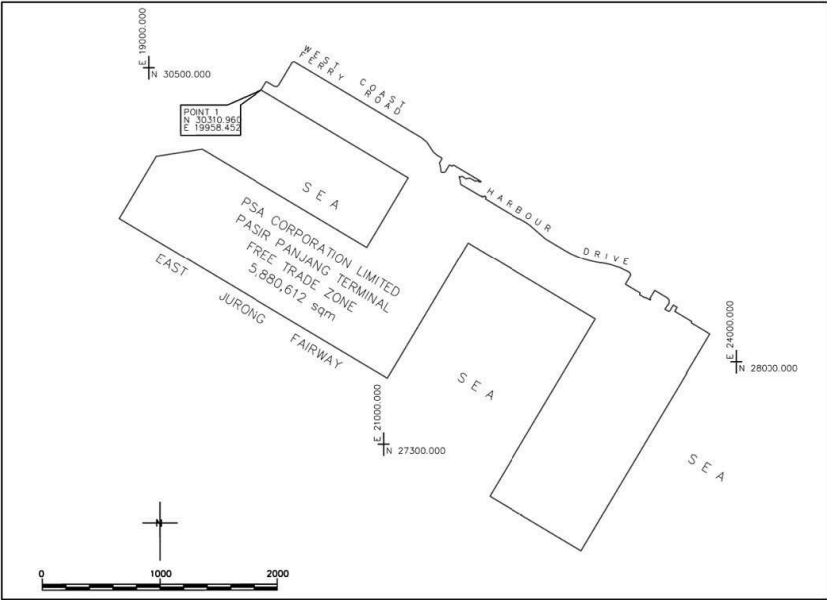 E 19000.000
N 30500.000
WEST COAST
FERRY ROAD
POINT 1
N 30310.960
E 19958.452
SEA
HARBOUR DRIVE
PSA CORPORATION LIMITED
PASIR PANJANG TERMINAL
FREE TRADE ZONE
5,880,612 sqm
EAST JURONG FAIRWAY
E 24000.000
N 28000.000
SEA
E 21000.000
N 27300.000
SEA
N
0 1000 2000